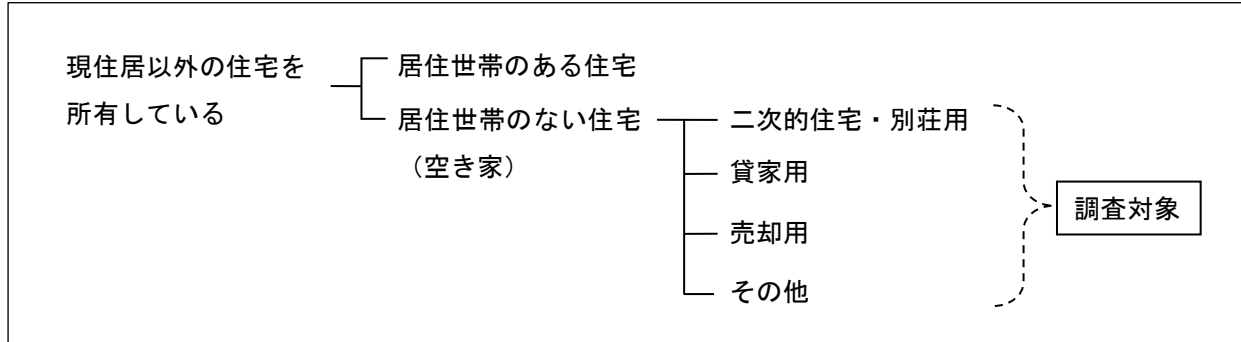 現住居以外の住宅を
所有している
居住世帯のある住宅
居住世帯のない住宅
（空き家）
二次的住宅・別荘用
貸家用
売却用
その他
調査対象